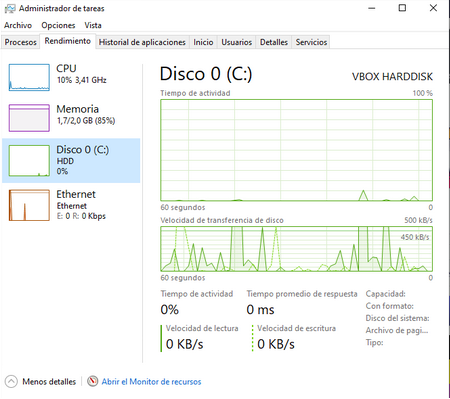 Administrador de tareas
Archivo Opciones Vista
Procesos Rendimiento Historial de aplicaciones Inicio Usuarios Detalles Servicios
CPU
10% 3,41 GHz
Memoria
1,7/2,0 GB (85%)
Disco 0 (C:)
HDD
0%
Ethernet
Ethernet
E: 0 R: 0 Kbps
Disco 0 (C:) VBOX HARDDISK
Tiempo de actividad 100 %
60 segundos 0
Velocidad de transferencia de disco 500 kB/s
450 kB/s
60 segundos 0
Tiempo de actividad
0%
Tiempo promedio de respuesta
0 ms
Velocidad de lectura
0 KB/s
Velocidad de escritura
0 KB/s
Capacidad:
Con formato:
Disco del sistema:
Archivo de pagi...
Tipo:
Menos detalles Abrir el Monitor de recursos